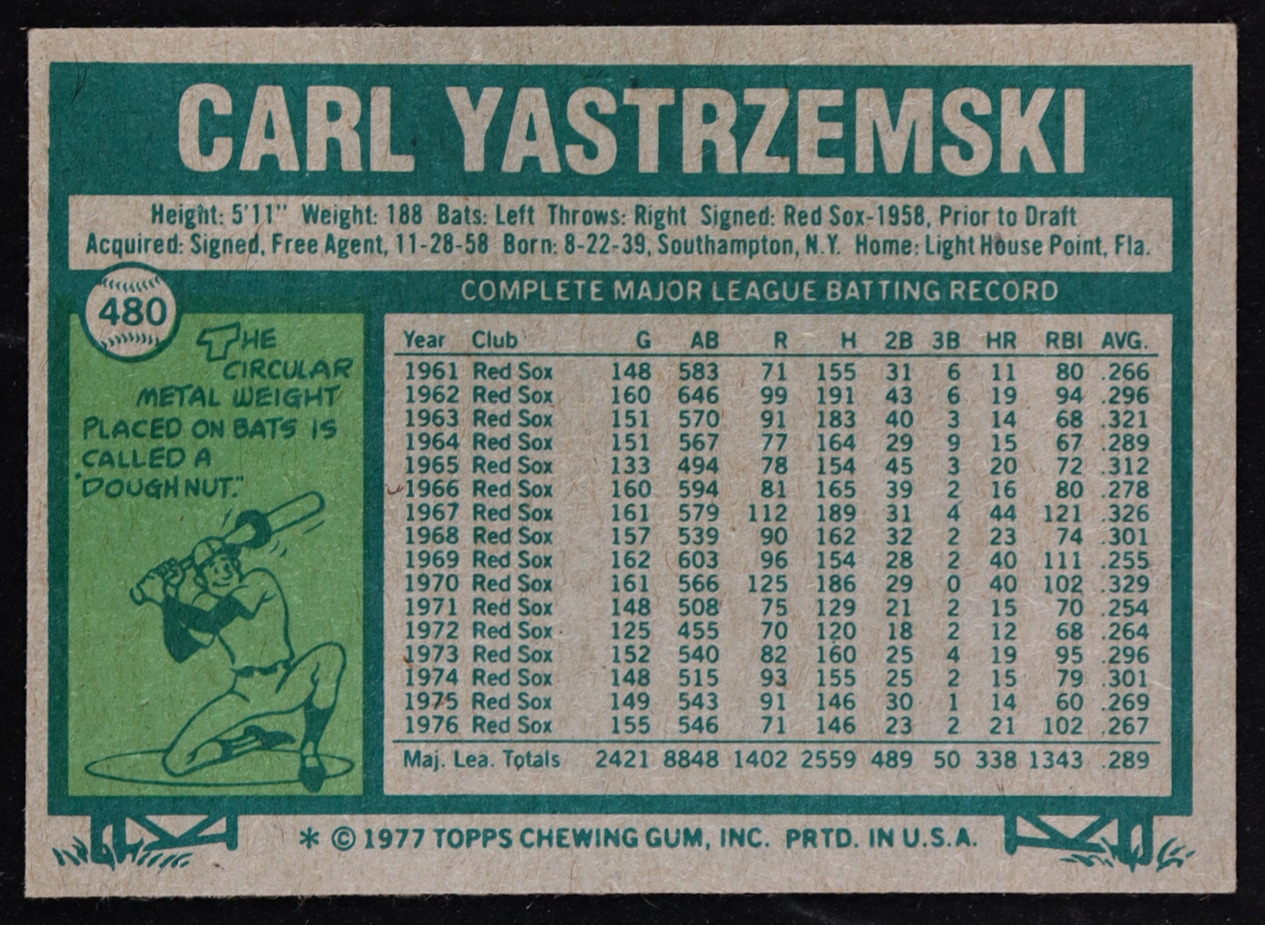 CARL YASTRZEMSKI
Height: 5'11" Weight: 188 Bats: Left Throws: Right Signed: Red Sox-1958, Prior to Draft
Acquired: Signed, Free Agent, 11-28-58 Born: 8-22-39, Southampton, N.Y. Home: Light House Point, Fla.
480
COMPLETE MAJOR LEAGUE BATTING RECORD
THE
CIRCULAR
METAL WEIGHT
PLACED ON BATS IS
CALLED A
"DOUGHNUT."
Year Club G AB R H 2B 3B HR RBI AVG.
1961 Red Sox 148 583 71 155 31 6 11 80 .266
1962 Red Sox 160 646 99 191 43 6 19 94 .296
1963 Red Sox 151 570 91 183 40 3 14 68 .321
1964 Red Sox 151 567 77 164 29 9 15 67 .289
1965 Red Sox 133 494 78 154 45 3 20 72 .312
1966 Red Sox 160 594 81 165 39 2 16 80 .278
1967 Red Sox 161 579 112 189 31 4 44 121 .326
1968 Red Sox 157 539 90 162 32 2 23 74 .301
1969 Red Sox 162 603 96 154 28 2 40 111 .255
1970 Red Sox 161 566 125 186 29 0 40 102 .329
1971 Red Sox 148 508 75 129 21 2 15 70 .254
1972 Red Sox 125 455 70 120 18 2 12 68 .264
1973 Red Sox 152 540 82 160 25 4 19 95 .296
1974 Red Sox 148 515 93 155 25 2 15 79 .301
1975 Red Sox 149 543 91 146 30 1 14 60 .269
1976 Red Sox 155 546 71 146 23 2 21 102 .267
Maj. Lea. Totals 2421 8848 1402 2559 489 50 338 1343 .289
* © 1977 TOPPS CHEWING GUM, INC. PRTD. IN U.S.A.